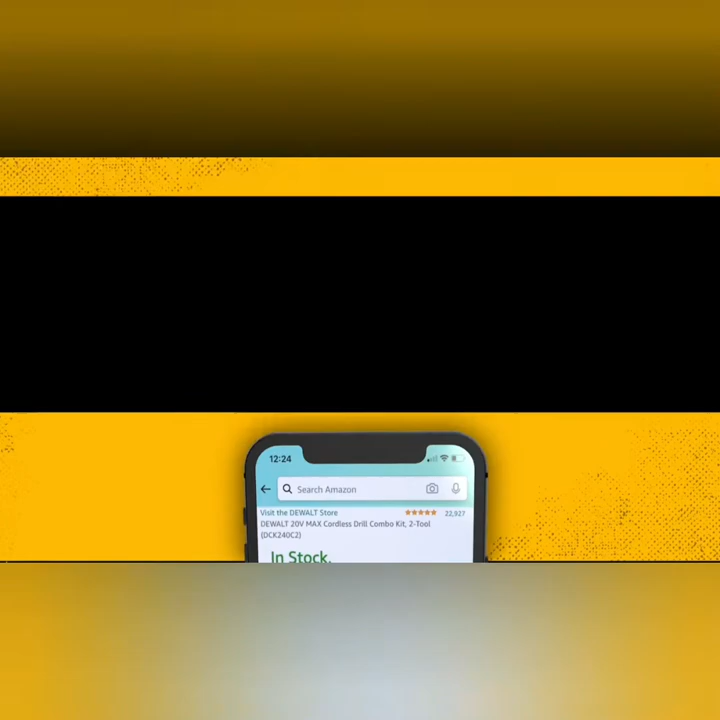 12:24
Search Amazon
Visit the DEWALT Store 22,927
DEWALT 20V MAX Cordless Drill Combo Kit, 2-Tool
(DCK240C2)
In Stock.